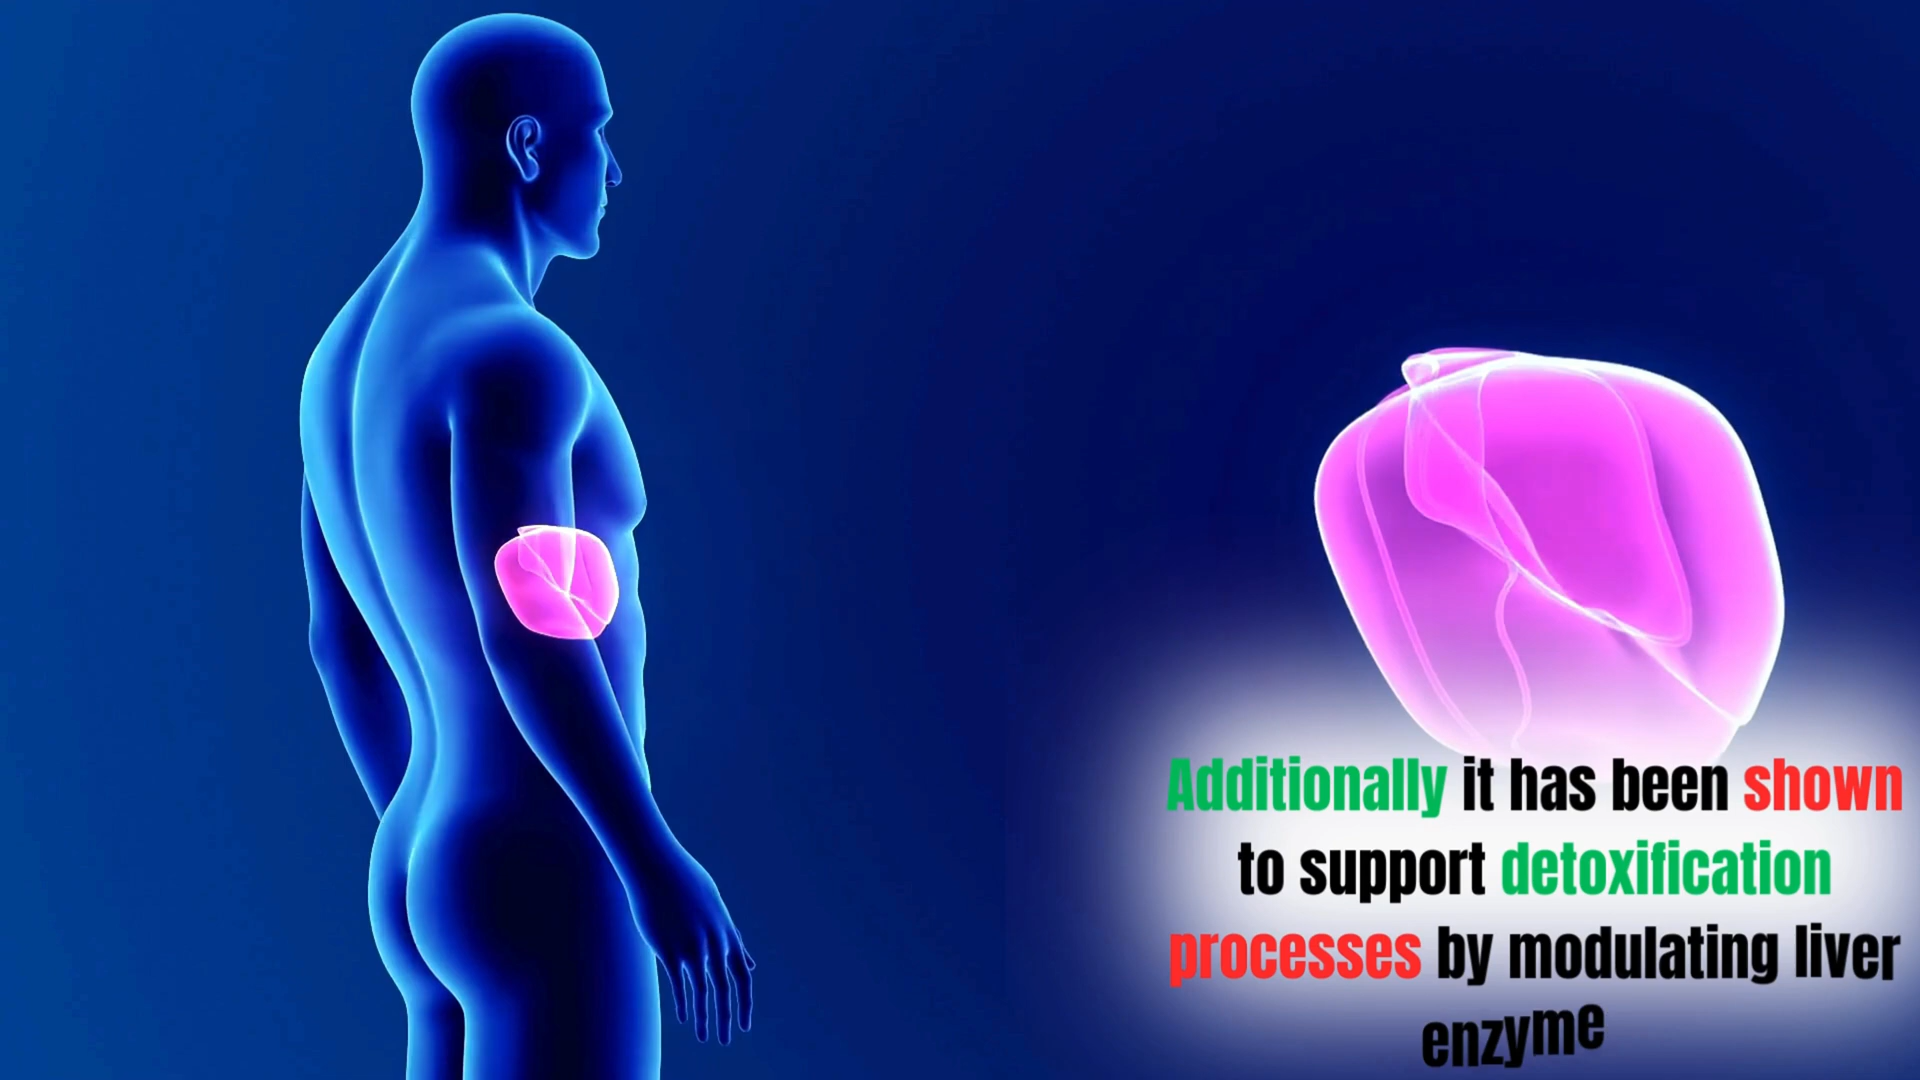 Additionally it has been shown
to support detoxification
processes by modulating liver
enzyme